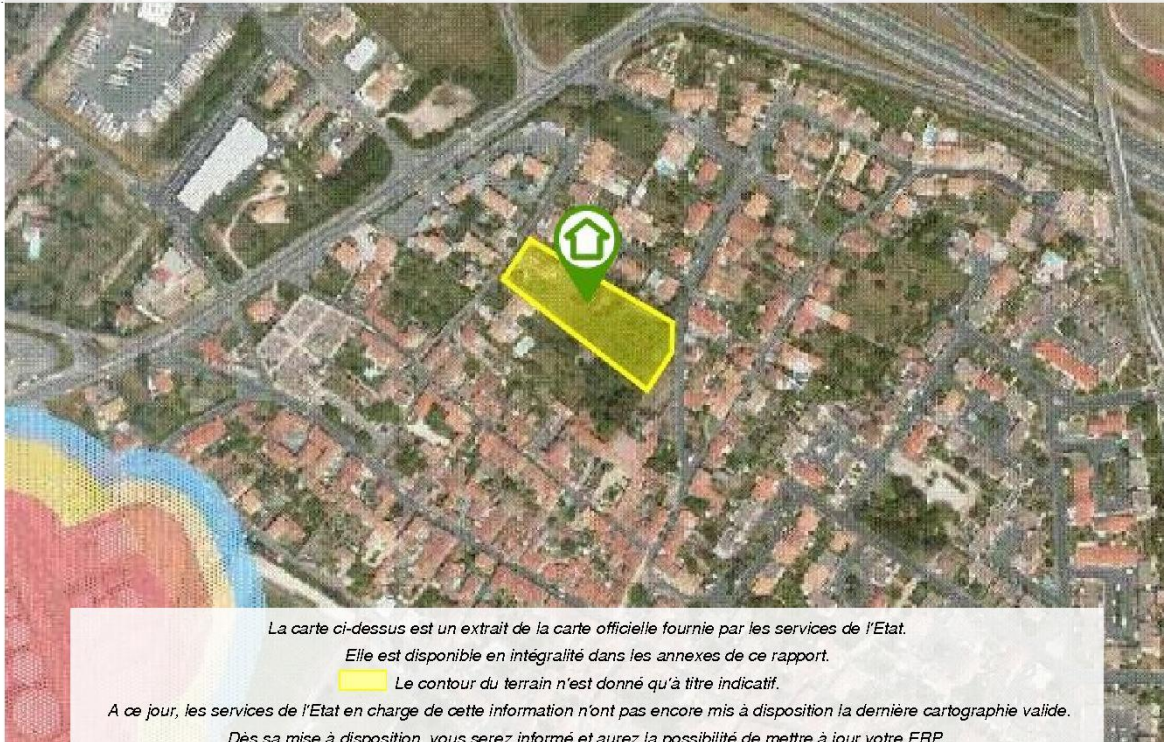 La carte ci-dessus est un extrait de la carte officielle fournie par les services de l'Etat.
Elle est disponible en intégralité dans les annexes de ce rapport.
Le contour du terrain n'est donné qu'à titre indicatif.
A ce jour, les services de l'Etat en charge de cette information n'ont pas encore mis à disposition la dernière cartographie valide.
Dès sa mise à disposition, vous serez informé et aurez la possibilité de mettre à jour votre ERP.